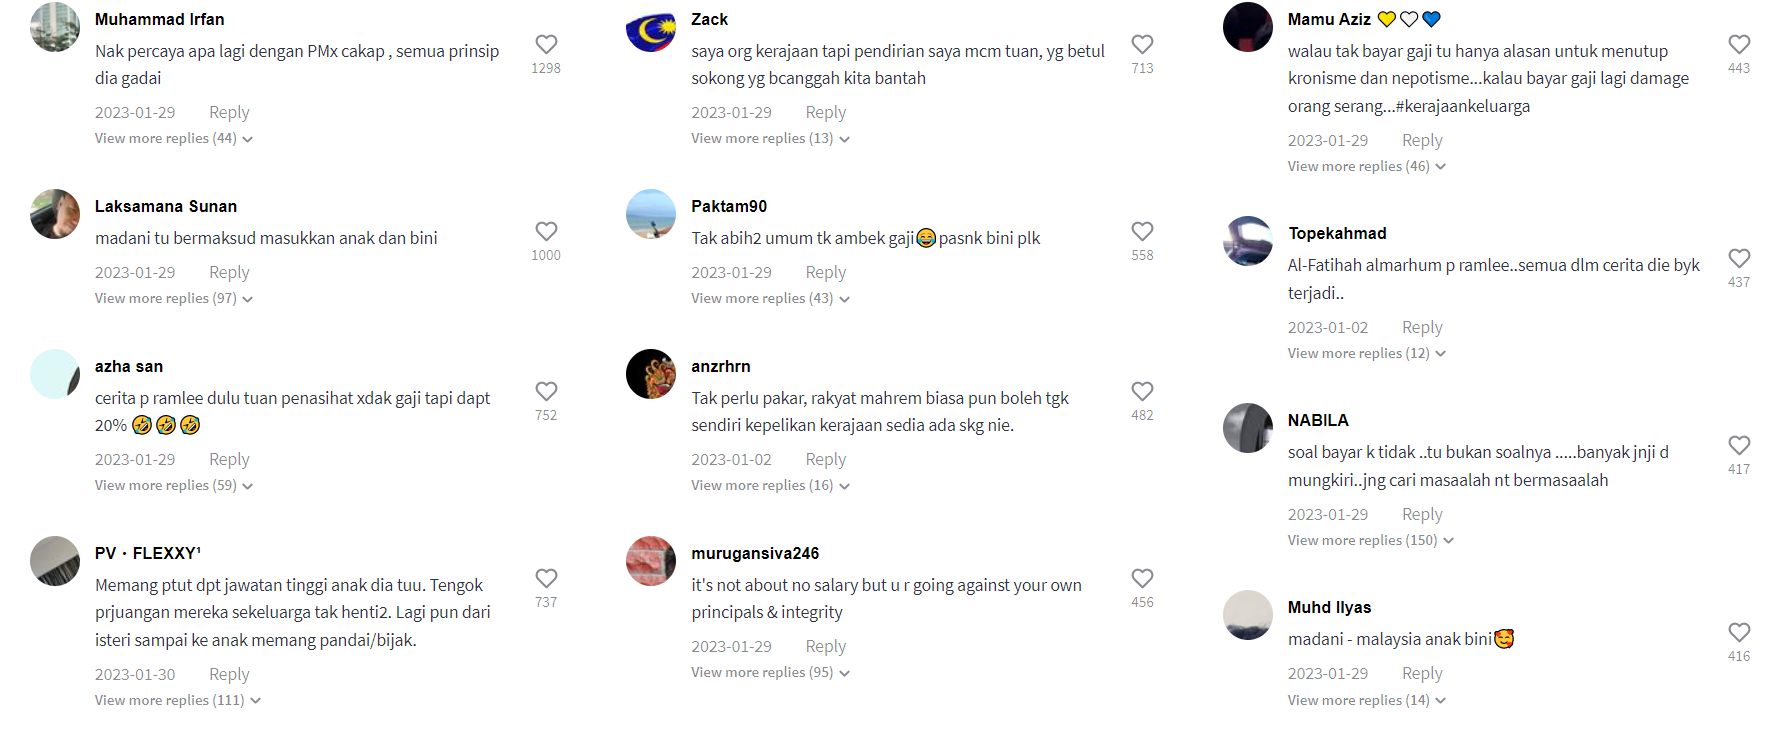 Muhammad Irfan
Nak percaya apa lagi dengan PMx cakap , semua prinsip
dia gadai
1298
2023-01-29 Reply
View more replies (44)
Laksamana Sunan
madani tu bermaksud masukkan anak dan bini
1000
2023-01-29 Reply
View more replies (97)
azha san
cerita p ramlee dulu tuan penasihat xdak gaji tapi dapt
20% 🤣🤣🤣
752
2023-01-29 Reply
View more replies (59)
PV • FLEXXY¹
Memang ptut dpt jawatan tinggi anak dia tuu. Tengok
prjuangan mereka sekeluarga tak henti2. Lagi pun dari
isteri sampai ke anak memang pandai/bijak.
737
2023-01-30 Reply
View more replies (111)
Zack
saya org kerajaan tapi pendirian saya mcm tuan, yg betul
sokong yg bcanggah kita bantah
713
2023-01-29 Reply
View more replies (13)
Paktam90
Tak abih2 umum tk ambek gaji😂pasnk bini plk
558
2023-01-29 Reply
View more replies (43)
anzrhrn
Tak perlu pakar, rakyat mahrem biasa pun boleh tgk
sendiri kepelikan kerajaan sedia ada skg nie.
482
2023-01-02 Reply
View more replies (16)
murugansiva246
it's not about no salary but u r going against your own
principals & integrity
456
2023-01-29 Reply
View more replies (95)
Mamu Aziz 💛🤍💙
walau tak bayar gaji tu hanya alasan untuk menutup
kronisme dan nepotisme...kalau bayar gaji lagi damage
orang serang...#kerajaankeluarga
443
2023-01-29 Reply
View more replies (46)
Topekahmad
Al-Fatihah almarhum p ramlee..semua dlm cerita die byk
terjadi..
437
2023-01-02 Reply
View more replies (12)
NABILA
soal bayar k tidak ..tu bukan soalnya .....banyak jnji d
mungkiri..jng cari masaalah nt bermasaalah
417
2023-01-29 Reply
View more replies (150)
Muhd Ilyas
madani - malaysia anak bini🥰
416
2023-01-29 Reply
View more replies (14)